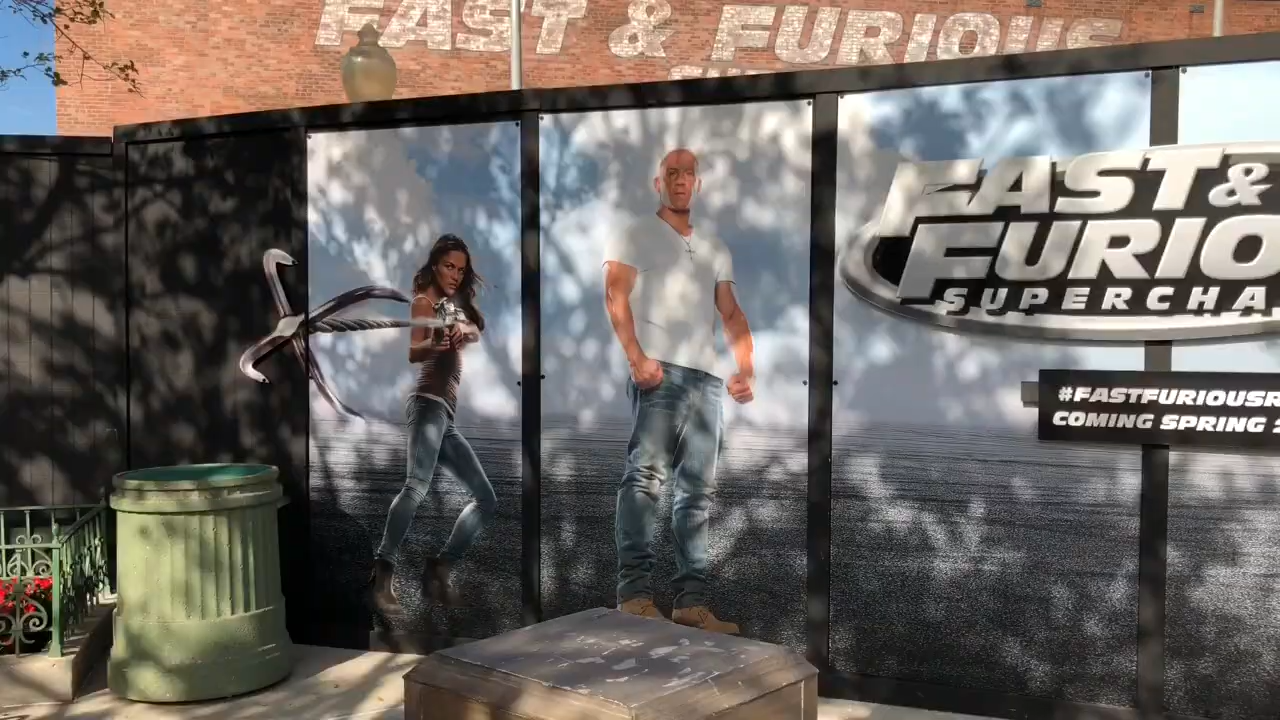 FAST & FURIOUS
FAST &
FURIO
SUPERCHA
#FASTFURIOUSR
COMING SPRING